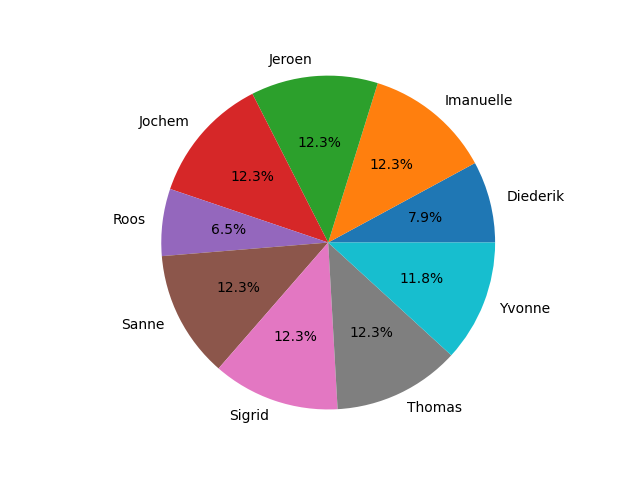 Jeroen
Imanuelle
Jochem
12.3%
12.3%
12.3%
Diederik
Roos
7.9%
6.5%
12.3%
11.8%
Yvonne
Sanne
12.3%
12.3%
Thomas
Sigrid